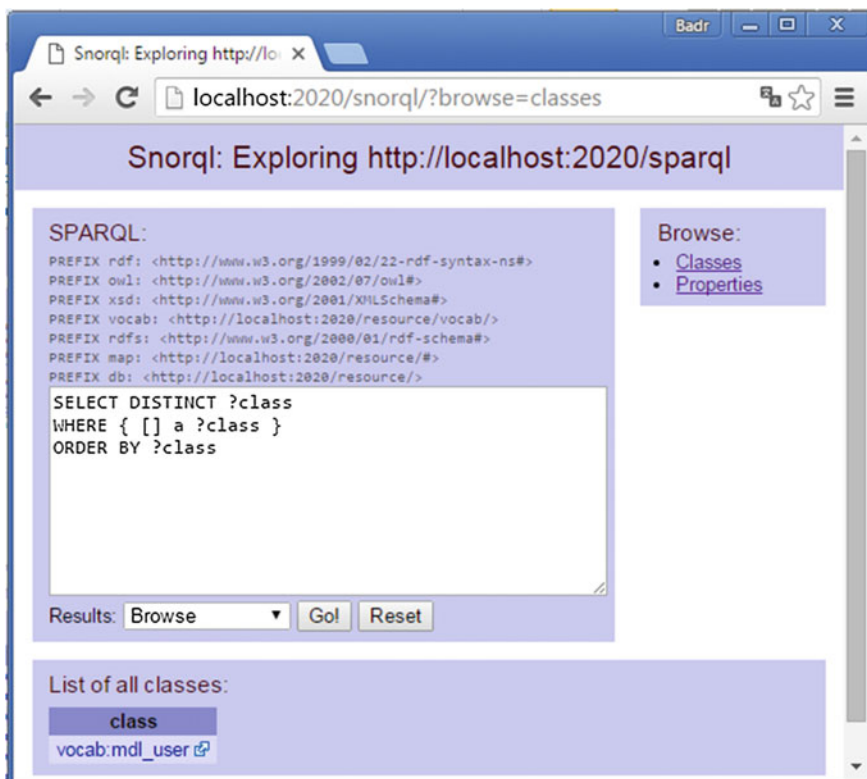 Badr
Snorql: Exploring http://lo
localhost:2020/snorql/?browse=classes
Snorql: Exploring http://localhost:2020/sparql
SPARQL:
PREFIX rdf: <http://www.w3.org/1999/02/22-rdf-syntax-ns#>
PREFIX owl: <http://www.w3.org/2002/07/owl#>
PREFIX xsd: <http://www.w3.org/2001/XMLSchema#>
PREFIX vocab: <http://localhost:2020/resource/vocab/>
PREFIX rdfs: <http://www.w3.org/2000/01/rdf-schema#>
PREFIX map: <http://localhost:2020/resource/#>
PREFIX db: <http://localhost:2020/resource/>
SELECT DISTINCT ?class
WHERE { [] a ?class }
ORDER BY ?class
Results: Browse Go! Reset
Browse:
• Classes
• Properties
List of all classes:
class
vocab:mdl_user